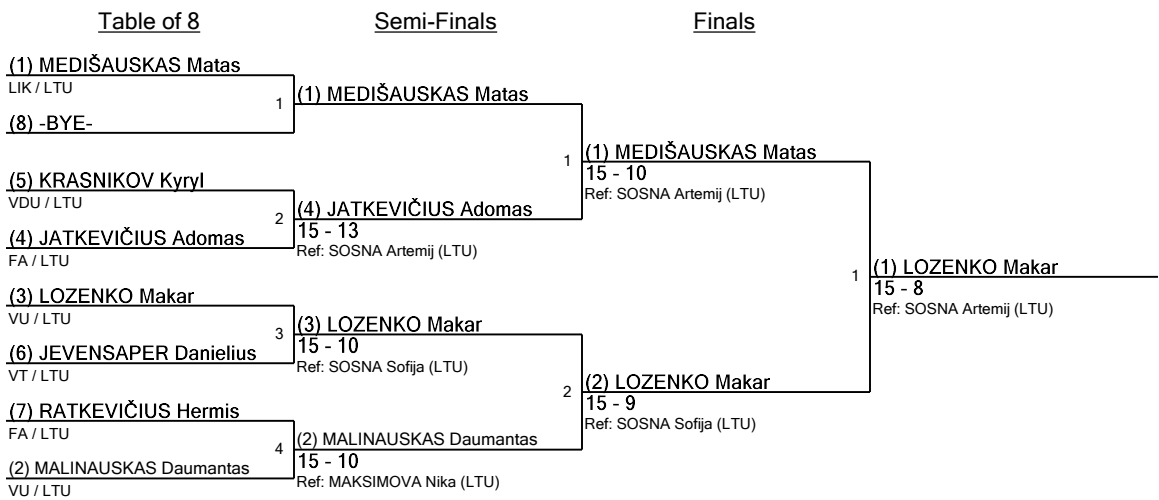 Table of 8
Semi-Finals
Finals
(1) MEDIŠAUSKAS Matas
LIK / LTU
(8) -BYE-
(5) KRASNIKOV Kyryl
VDU / LTU
(4) JATKEVIČIUS Adomas
FA / LTU
(3) LOZENKO Makar
VU / LTU
(6) JEVENSAPER Danielius
VT / LTU
(7) RATKEVIČIUS Hermis
FA / LTU
(2) MALINAUSKAS Daumantas
VU / LTU
1
(1) MEDIŠAUSKAS Matas
2
(4) JATKEVIČIUS Adomas
15 - 13
Ref: SOSNA Artemij (LTU)
3
(3) LOZENKO Makar
15 - 10
Ref: SOSNA Sofija (LTU)
4
(2) MALINAUSKAS Daumantas
15 - 10
Ref: MAKSIMOVA Nika (LTU)
1
(1) MEDIŠAUSKAS Matas
15 - 10
Ref: SOSNA Artemij (LTU)
2
(2) LOZENKO Makar
15 - 9
Ref: SOSNA Sofija (LTU)
1
(1) LOZENKO Makar
15 - 8
Ref: SOSNA Artemij (LTU)